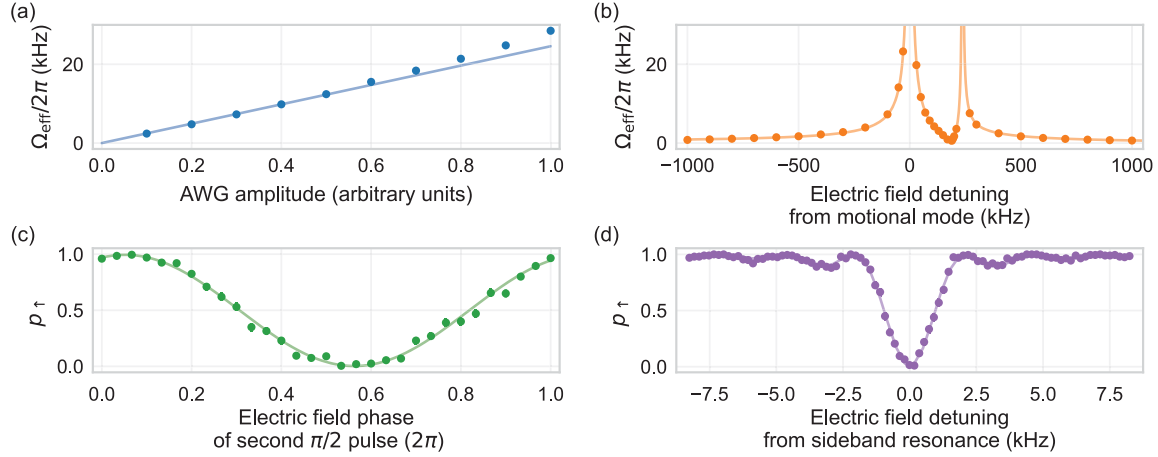 (a)
Ω_eff/2π (kHz)
20
0
0.0 0.2 0.4 0.6 0.8 1.0
AWG amplitude (arbitrary units)
(b)
Ω_eff/2π (kHz)
20
0
−1000 −500 0 500 1000
Electric field detuning
from motional mode (kHz)
(c)
p↑
1.0
0.5
0.0
0.0 0.2 0.4 0.6 0.8 1.0
Electric field phase
of second π/2 pulse (2π)
(d)
p↑
1.0
0.5
0.0
−7.5 −5.0 −2.5 0.0 2.5 5.0 7.5
Electric field detuning
from sideband resonance (kHz)